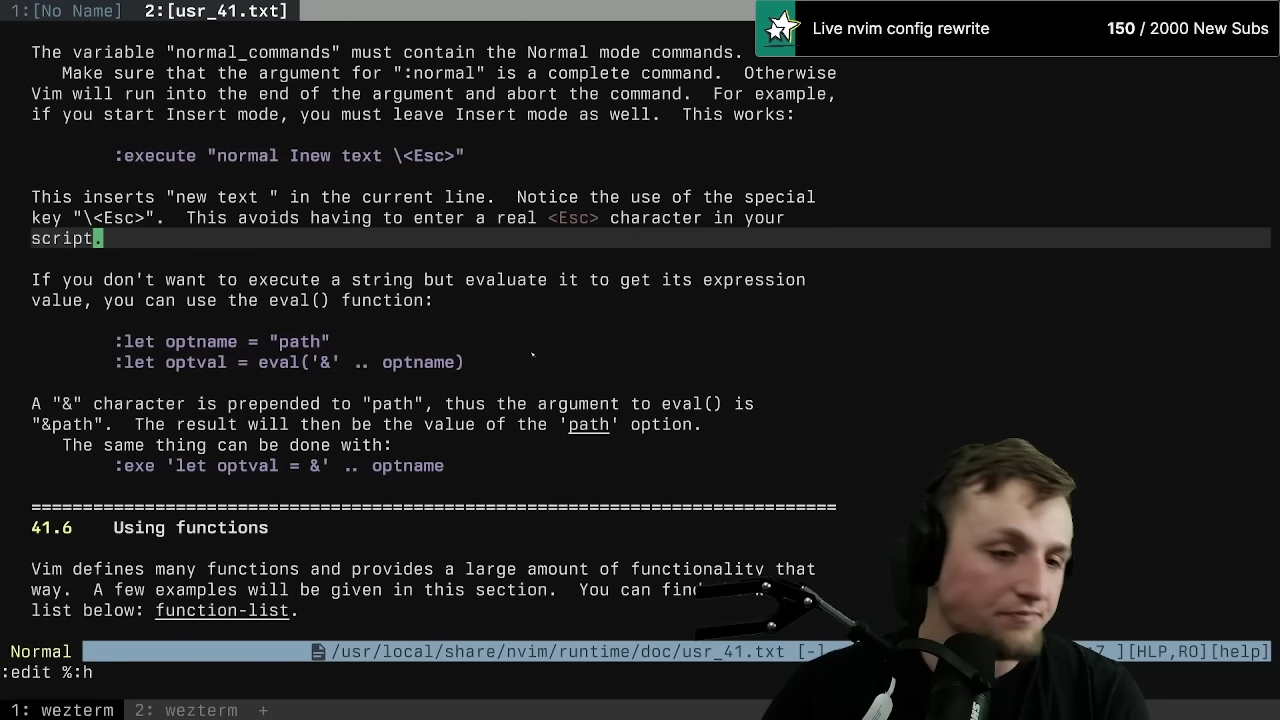 1:[No Name]  2:[usr_41.txt]
Live nvim config rewrite 150 / 2000 New Subs
The variable "normal_commands" must contain the Normal mode commands.
Make sure that the argument for ":normal" is a complete command.  Otherwise
Vim will run into the end of the argument and abort the command.  For example,
if you start Insert mode, you must leave Insert mode as well.  This works:
:execute "normal Inew text \<Esc>"
This inserts "new text " in the current line.  Notice the use of the special
key "\<Esc>".  This avoids having to enter a real <Esc> character in your
script.
If you don't want to execute a string but evaluate it to get its expression
value, you can use the eval() function:
:let optname = "path"
:let optval = eval('&' .. optname)
A "&" character is prepended to "path", thus the argument to eval() is
"&path".  The result will then be the value of the 'path' option.
The same thing can be done with:
:exe 'let optval = &' .. optname
==============================================================================
41.6    Using functions
Vim defines many functions and provides a large amount of functionality that
way.  A few examples will be given in this section.  You can find
list below: function-list.
Normal /usr/local/share/nvim/runtime/doc/usr_41.txt [-] 7 ][HLP,RO][help]
:edit %:h
1: wezterm  2: wezterm  +